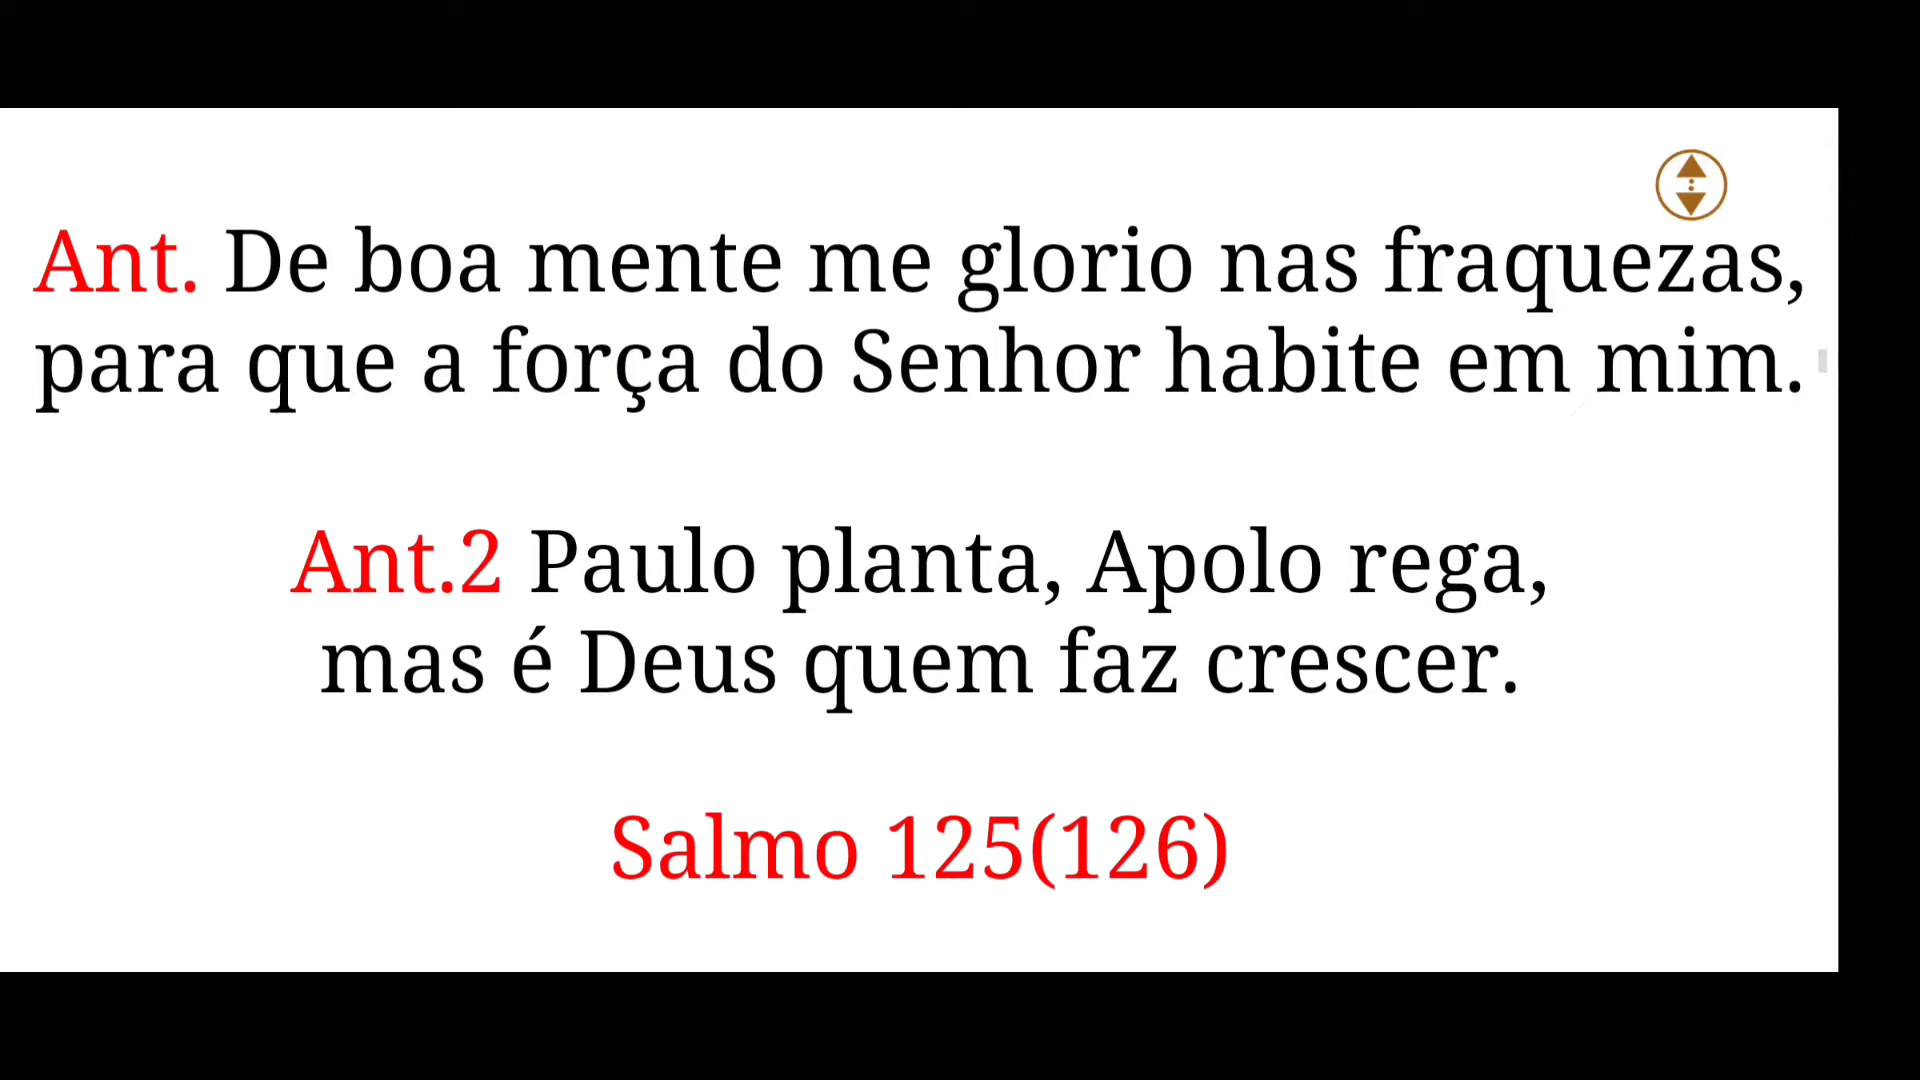 Ant. De boa mente me glorio nas fraquezas,
para que a força do Senhor habite em mim.
Ant.2 Paulo planta, Apolo rega,
mas é Deus quem faz crescer.
Salmo 125(126)